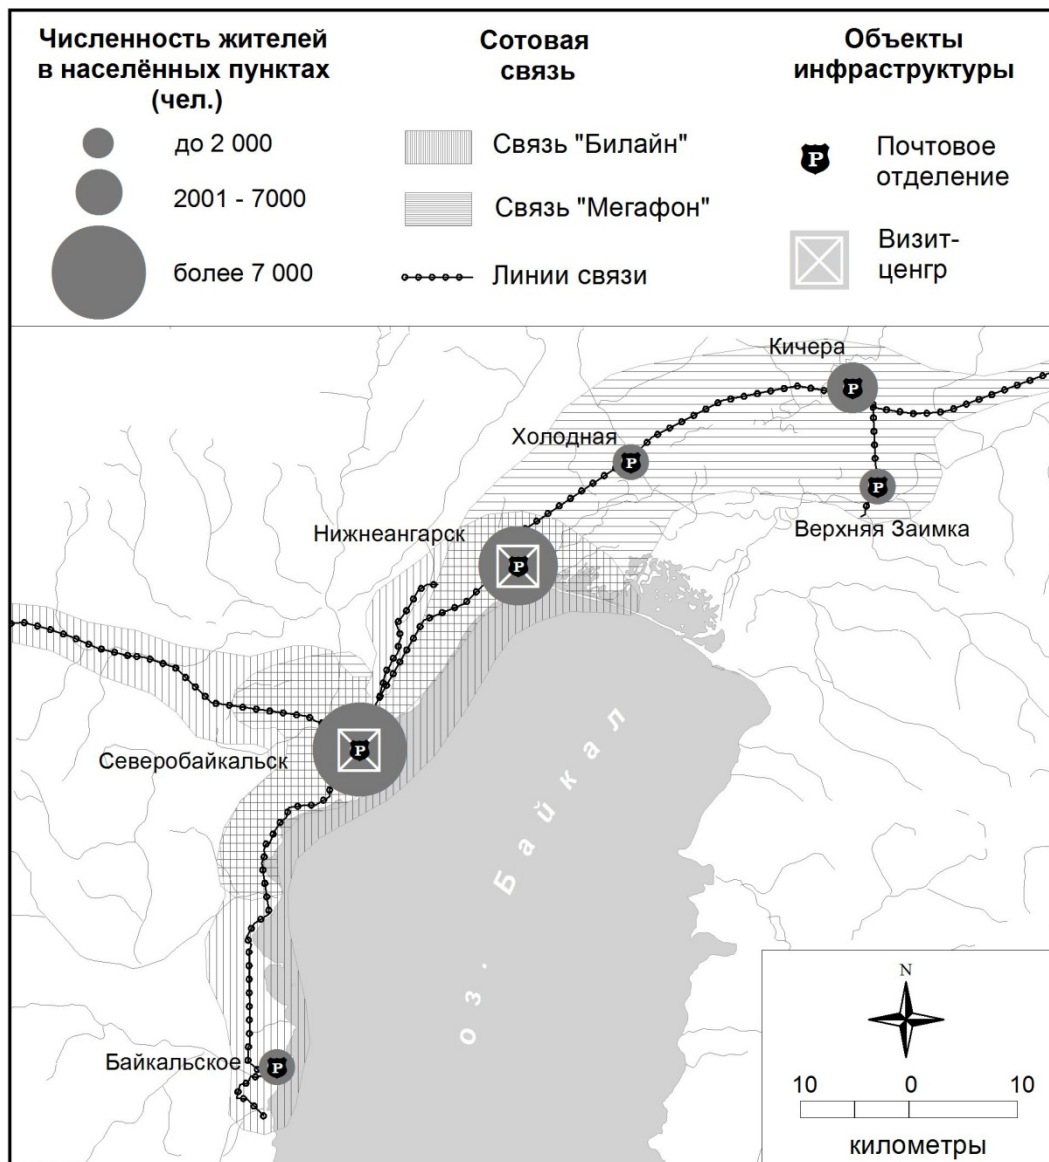 Численность жителей
в населённых пунктах
(чел.)
до 2 000
2001 - 7000
более 7 000
Сотовая
связь
Связь "Билайн"
Связь "Мегафон"
Линии связи
Объекты
инфраструктуры
P
Почтовое
отделение
Визит-
ценгр
Кичера
P
Холодная
P
P
Верхняя Заимка
Нижнеангарск
P
Северобайкальск
P
оз. Байкал
Байкальское
P
N
10 0 10
километры